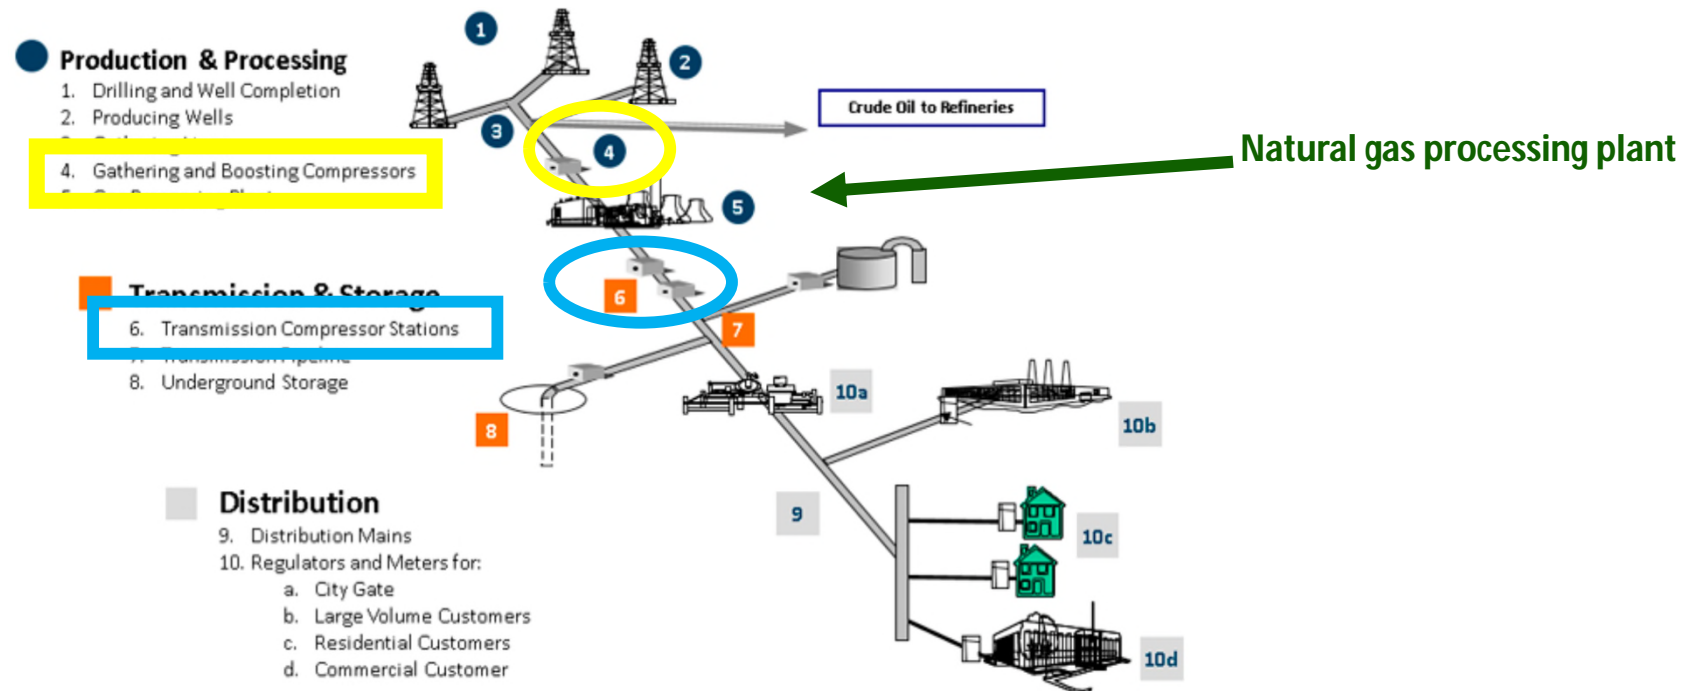 Production & Processing
1. Drilling and Well Completion
2. Producing Wells
4. Gathering and Boosting Compressors
Transmission & Storage
6. Transmission Compressor Stations
7. Transmission Pipeline
8. Underground Storage
Distribution
9. Distribution Mains
10. Regulators and Meters for:
a. City Gate
b. Large Volume Customers
c. Residential Customers
d. Commercial Customer
1
2
3
4
Crude Oil to Refineries
Natural gas processing plant
5
6
7
8
10a
10b
9
10c
10d